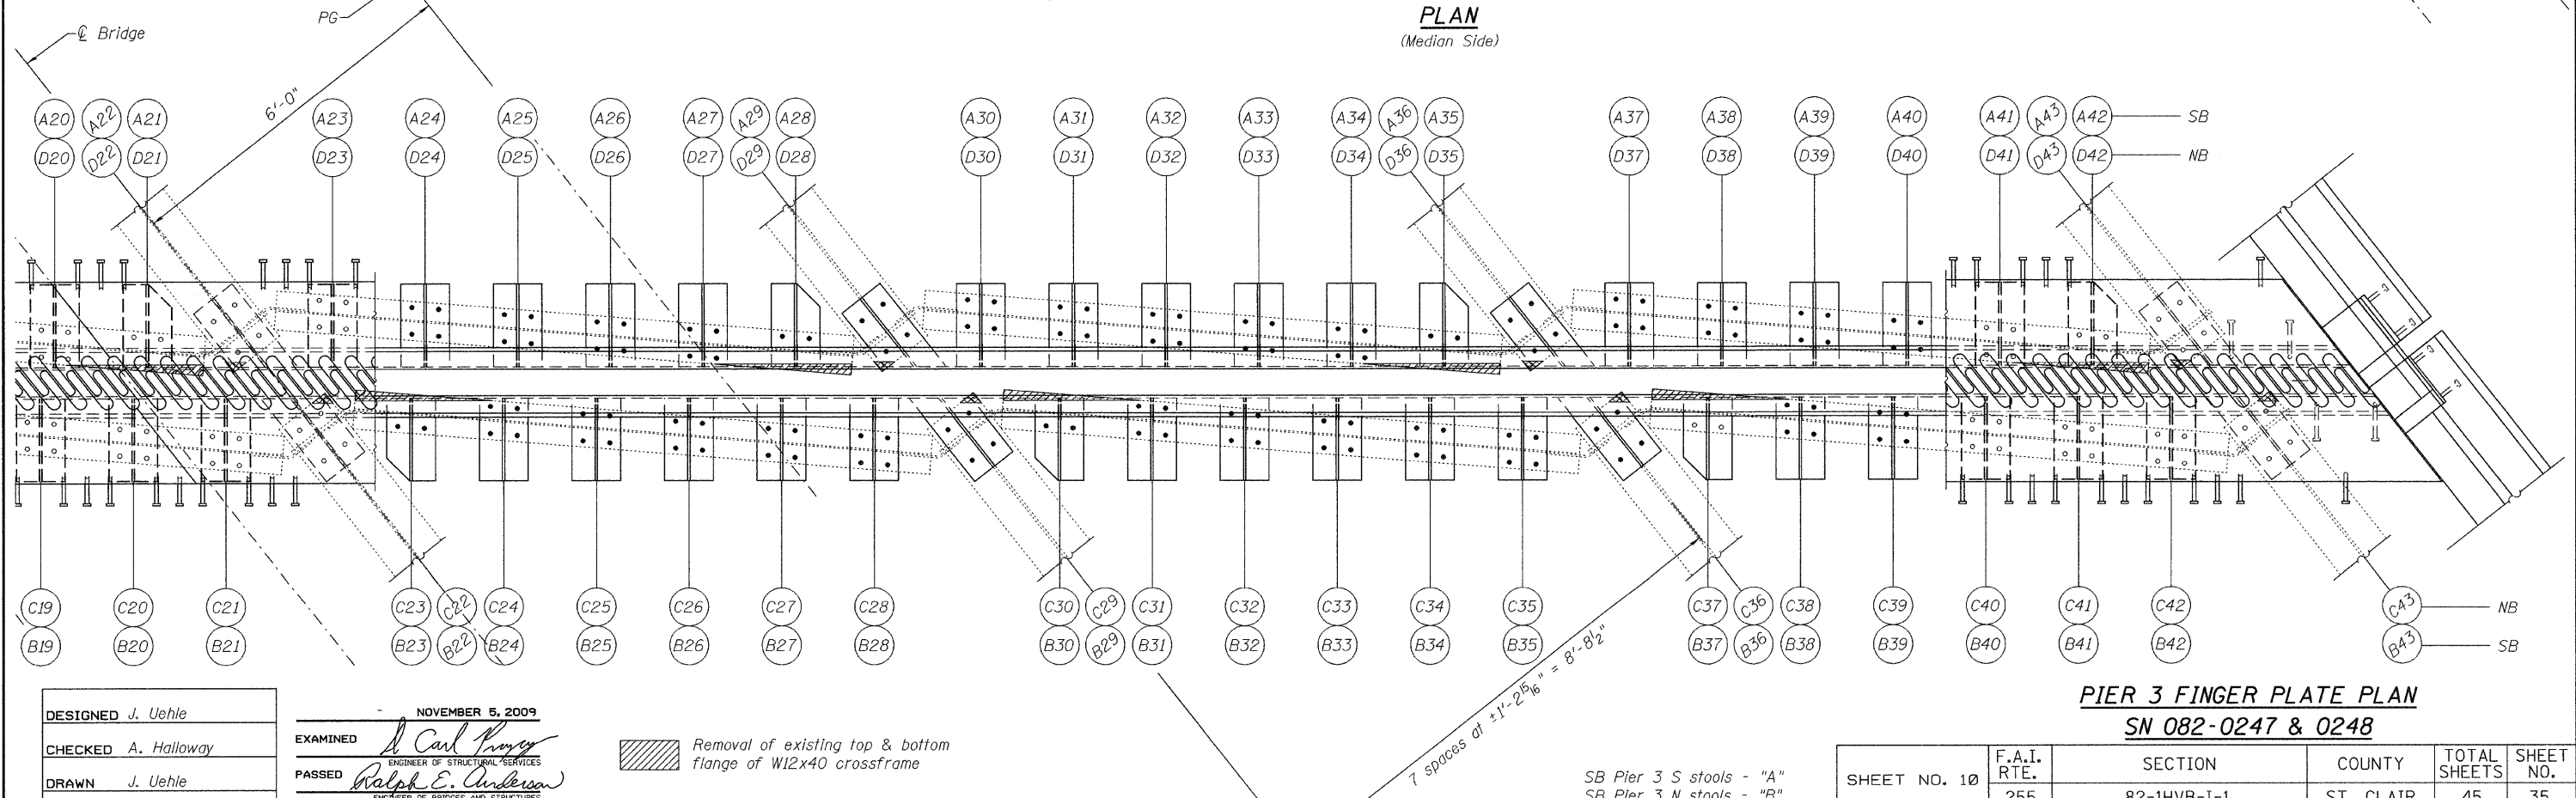 PLAN
(Median Side)
PG
℄ Bridge
6'-0"
A20 A22 A21 A23 A24 A25 A26 A27 A29 A28 A30 A31 A32 A33 A34 A36 A35 A37 A38 A39 A40 A41 A43 A42 SB
D20 D22 D21 D23 D24 D25 D26 D27 D29 D28 D30 D31 D32 D33 D34 D36 D35 D37 D38 D39 D40 D41 D43 D42 NB
C19 C20 C21 C23 C22 C24 C25 C26 C27 C28 C30 C29 C31 C32 C33 C34 C35 C37 C36 C38 C39 C40 C41 C42 C43 NB
B19 B20 B21 B23 B22 B24 B25 B26 B27 B28 B30 B29 B31 B32 B33 B34 B35 B37 B36 B38 B39 B40 B41 B42 B43 SB
7 spaces at ±1'-2 15/16" = 8'-8 1/2"
PIER 3 FINGER PLATE PLAN
SN 082-0247 & 0248
DESIGNED J. Uehle
CHECKED A. Halloway
DRAWN J. Uehle
NOVEMBER 5, 2009
EXAMINED
ENGINEER OF STRUCTURAL SERVICES
PASSED Ralph E. Anderson
ENGINEER OF BRIDGES AND STRUCTURES
Removal of existing top & bottom
flange of W12x40 crossframe
SB Pier 3 S stools - "A"
SB Pier 3 N stools - "B"
SHEET NO. 10
F.A.I. RTE.
SECTION
COUNTY
TOTAL SHEETS
SHEET NO.
255
82-1HVB-I-1
ST. CLAIR
45
35